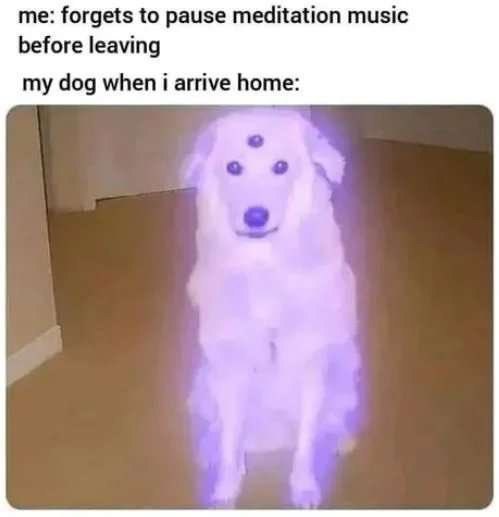 me: forgets to pause meditation music
before leaving
my dog when i arrive home: